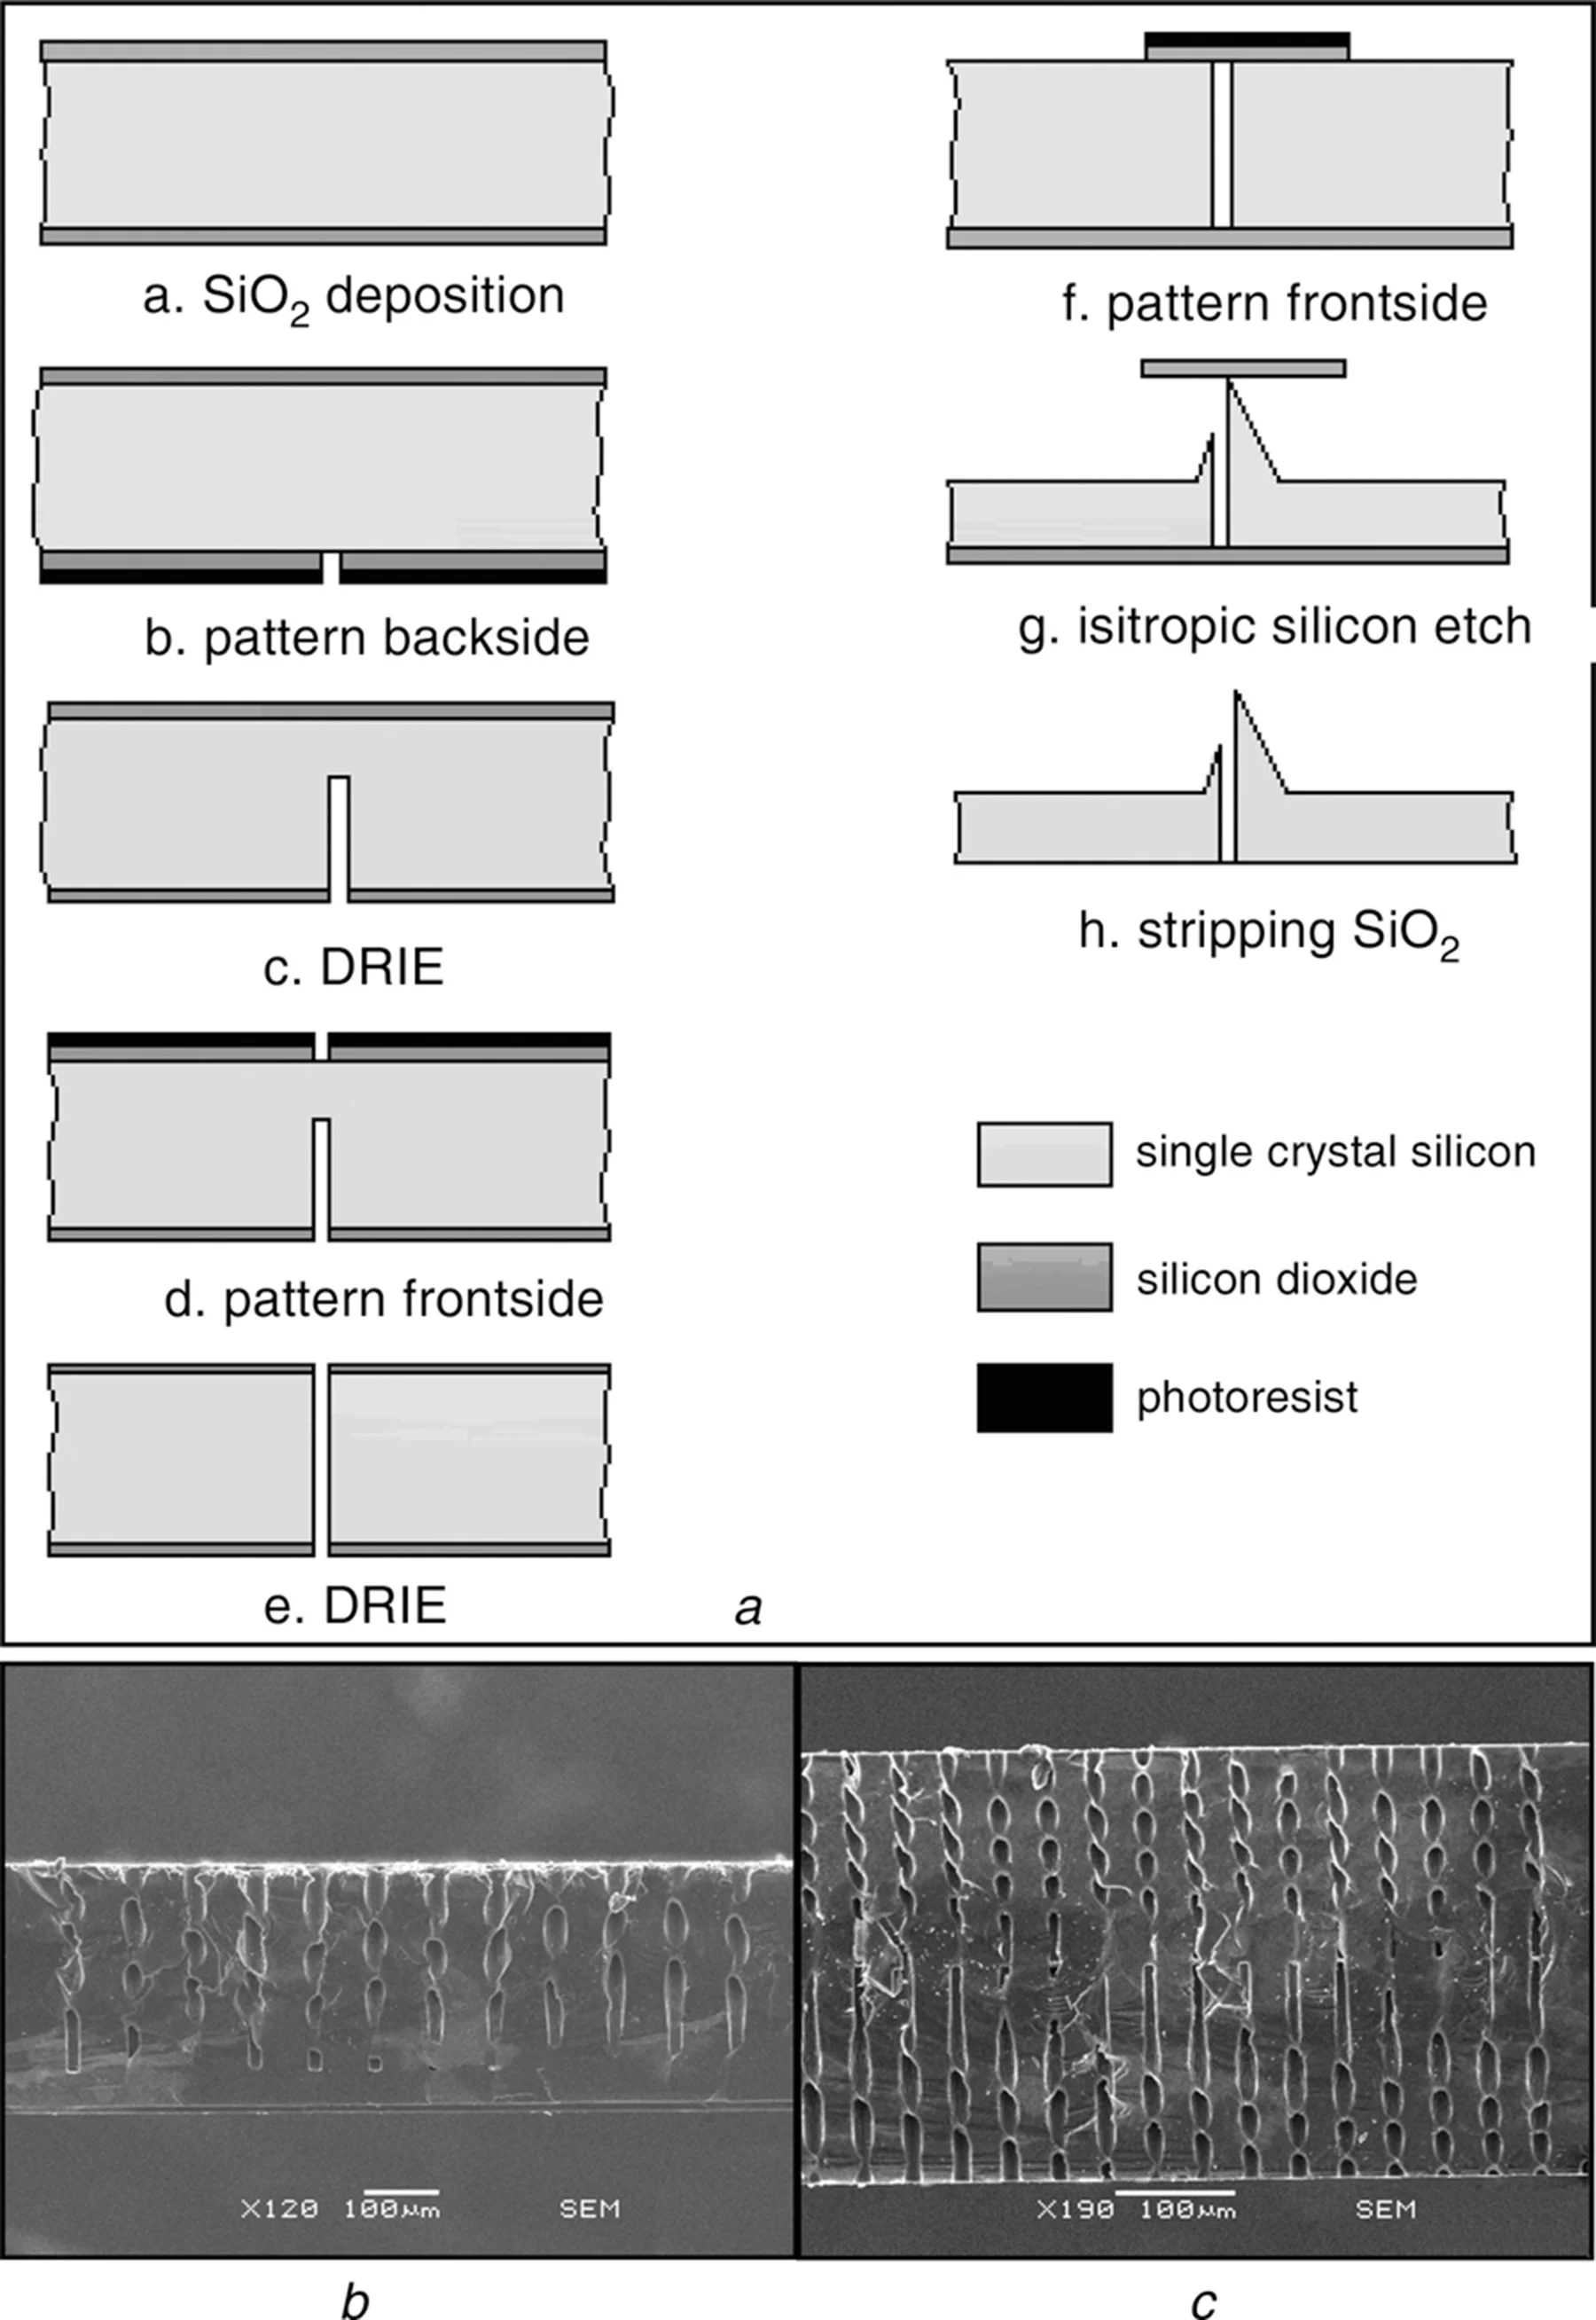 a. SiO₂ deposition
b. pattern backside
c. DRIE
d. pattern frontside
e. DRIE
f. pattern frontside
g. isitropic silicon etch
h. stripping SiO₂
single crystal silicon
silicon dioxide
photoresist
a
X120 100µm SEM
X190 100µm SEM
b
c